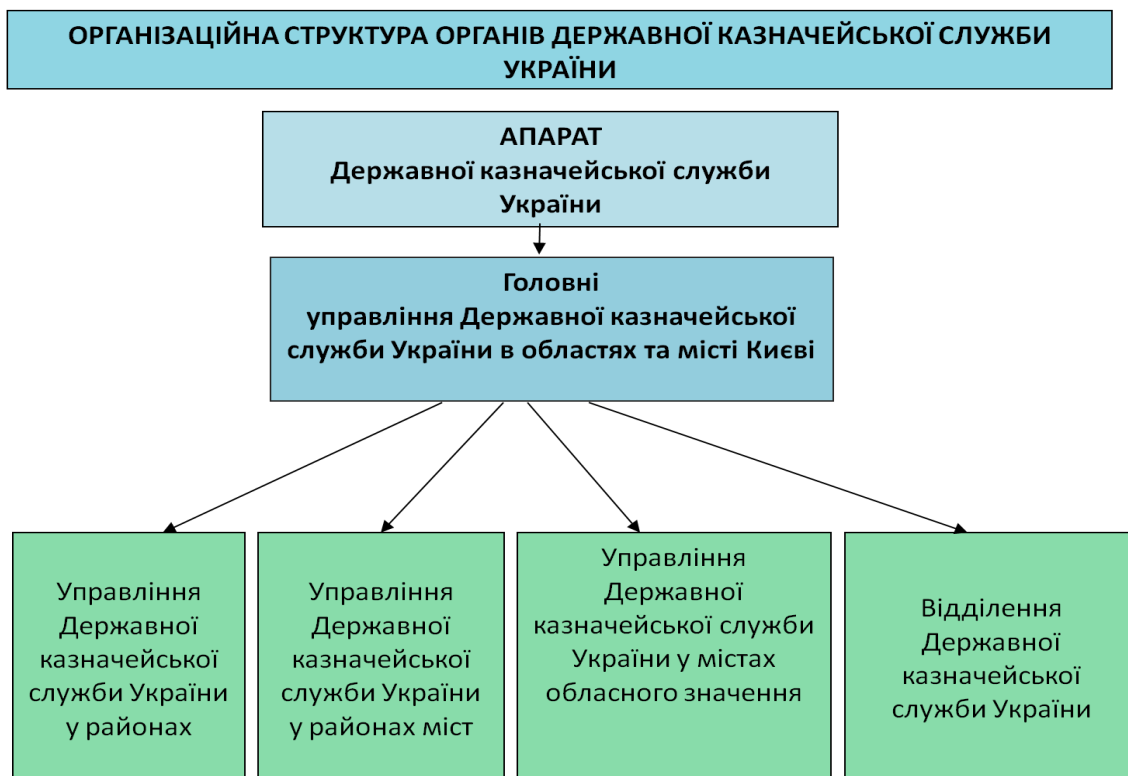 ОРГАНІЗАЦІЙНА СТРУКТУРА ОРГАНІВ ДЕРЖАВНОЇ КАЗНАЧЕЙСЬКОЇ СЛУЖБИ
УКРАЇНИ
АПАРАТ
Державної казначейської служби
України
Головні
управління Державної казначейської
служби України в областях та місті Києві
Управління
Державної
казначейської
служби України
у районах
Управління
Державної
казначейської
служби України
у районах міст
Управління
Державної
казначейської служби
України у містах
обласного значення
Відділення
Державної
казначейської
служби України